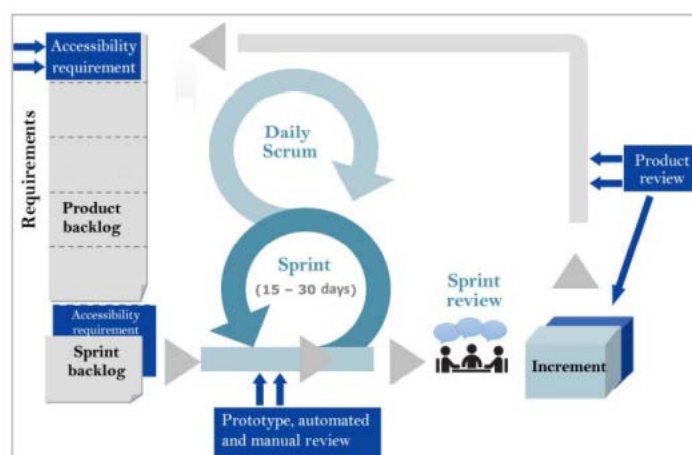 Accessibility
requirement
Requirements
Product
backlog
Accessibility
requirement
Sprint
backlog
Daily
Scrum
Sprint
(15 – 30 days)
Prototype, automated
and manual review
Sprint
review
Increment
Product
review